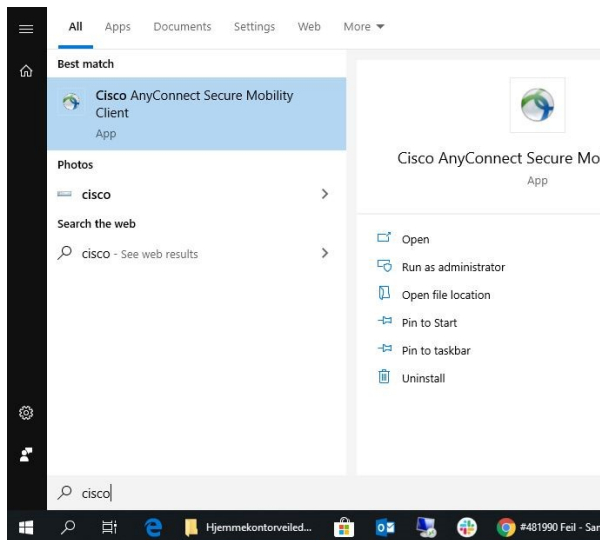 All Apps Documents Settings Web More
Best match
Cisco AnyConnect Secure Mobility
Client
App
Photos
cisco
Search the web
cisco - See web results
Cisco AnyConnect Secure Mo
App
Open
Run as administrator
Open file location
Pin to Start
Pin to taskbar
Uninstall
cisco
Hjemmekontorveiled... #481990 Feil - San